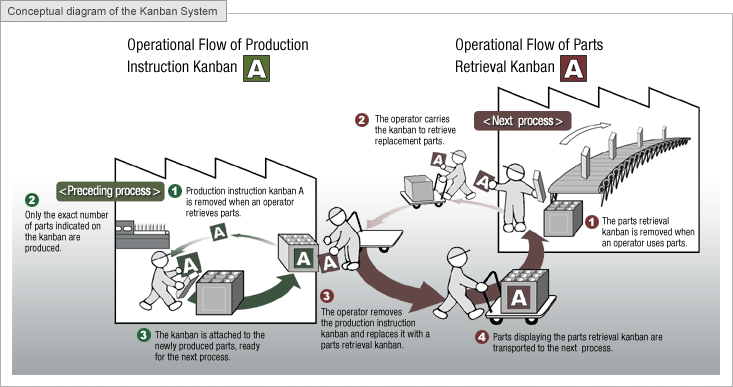 Conceptual diagram of the Kanban System
Operational Flow of Production
Instruction Kanban A
Operational Flow of Parts
Retrieval Kanban A
<Preceding process>
1 Production instruction kanban A
is removed when an operator
retrieves parts.
2
Only the exact number
of parts indicated on
the kanban are
produced.
A
A
A
A
3 The kanban is attached to the
newly produced parts, ready
for the next process.
2 The operator carries
the kanban to retrieve
replacement parts.
<Next process>
A
A
1 The parts retrieval
kanban is removed when
an operator uses parts.
3
The operator removes
the production instruction
kanban and replaces it with a
parts retrieval kanban.
A
4 Parts displaying the parts retrieval kanban are
transported to the next process.